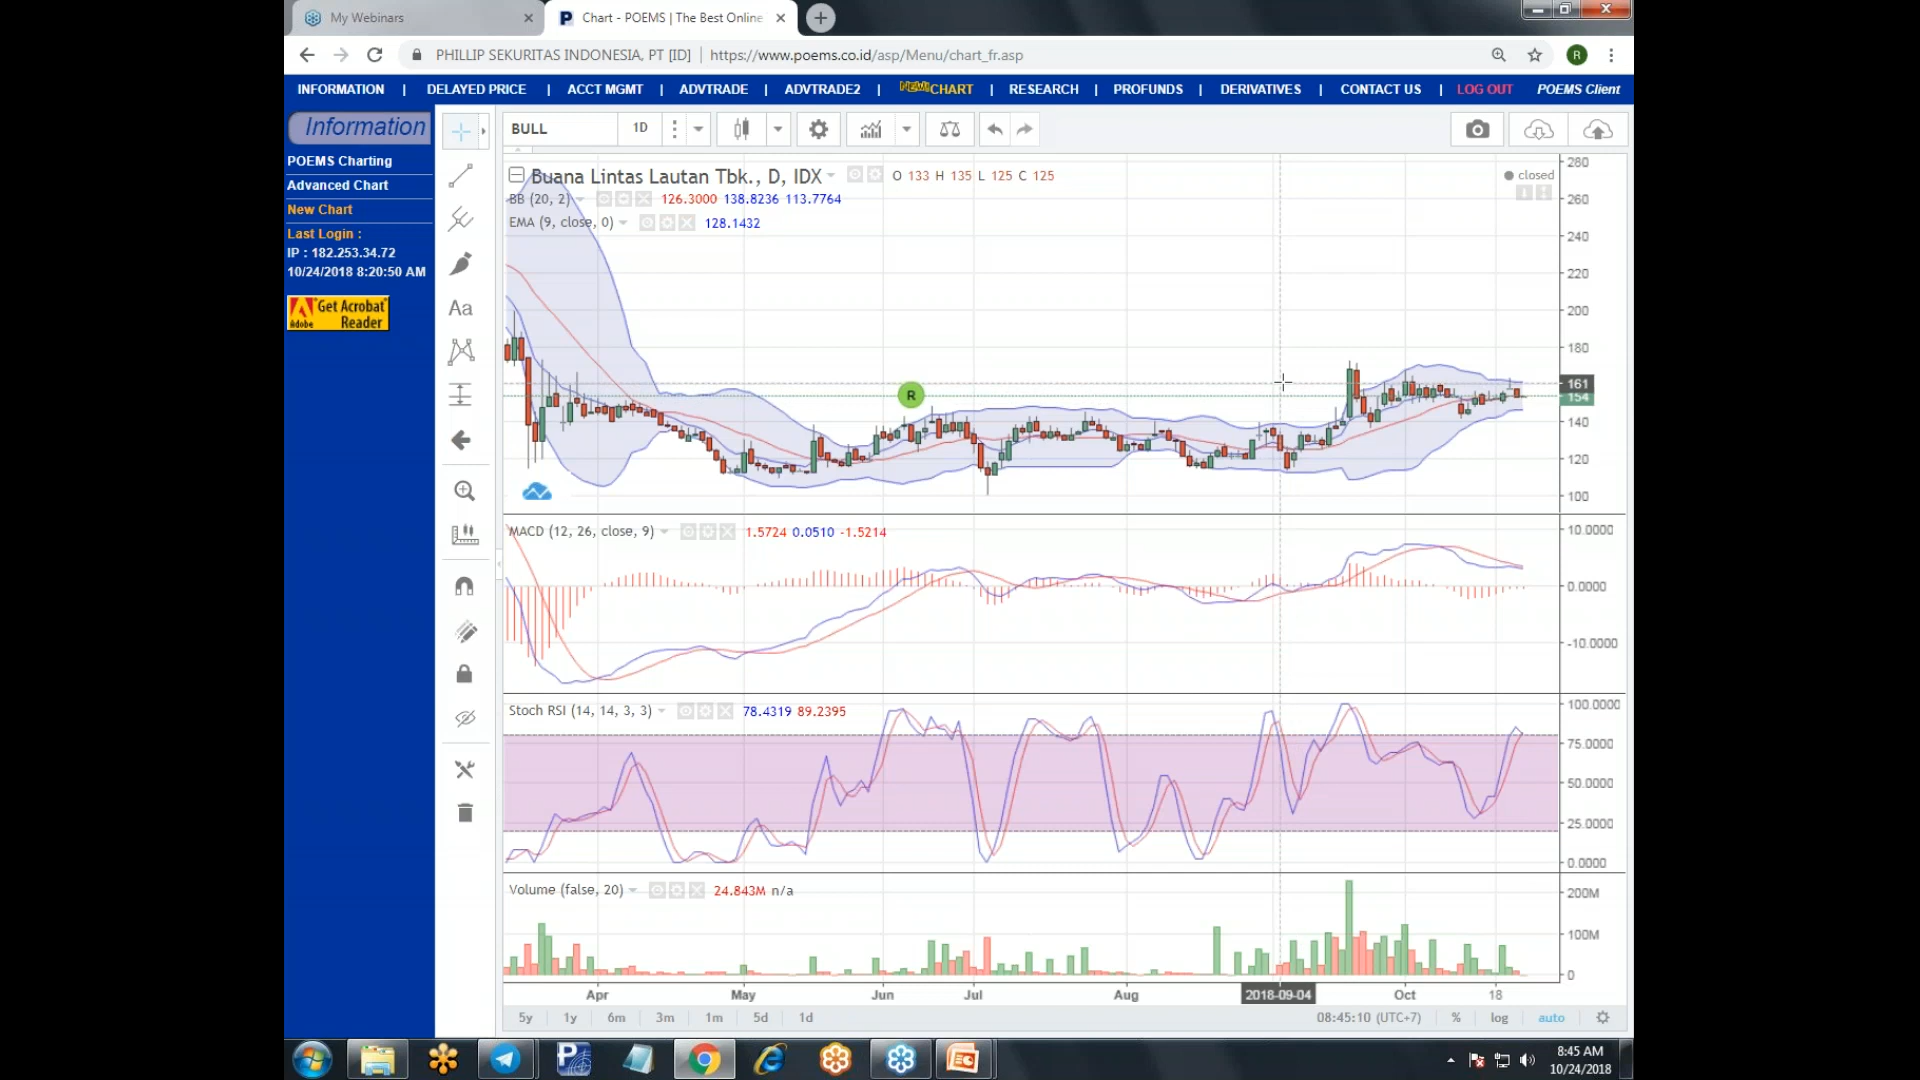 My Webinars
Chart - POEMS | The Best Online
PHILLIP SEKURITAS INDONESIA, PT [ID] | https://www.poems.co.id/asp/Menu/chart_fr.asp
R
INFORMATION | DELAYED PRICE | ACCT MGMT | ADVTRADE | ADVTRADE2 | NEW! CHART | RESEARCH | PROFUNDS | DERIVATIVES | CONTACT US | LOG OUT POEMS Client
Information
POEMS Charting
Advanced Chart
New Chart
Last Login :
IP : 182.253.34.72
10/24/2018 8:20:50 AM
Get Acrobat
Adobe Reader
Aa
BULL 1D
Buana Lintas Lautan Tbk., D, IDX O 133 H 135 L 125 C 125
closed
BB (20, 2) 126.3000 138.8236 113.7764
EMA (9, close, 0) 128.1432
R
280
260
240
220
200
180
161
154
140
120
100
MACD (12, 26, close, 9) 1.5724 0.0510 -1.5214
10.0000
0.0000
-10.0000
Stoch RSI (14, 14, 3, 3) 78.4319 89.2395
100.0000
75.0000
50.0000
25.0000
0.0000
Volume (false, 20) 24.843M n/a
200M
100M
0
Apr May Jun Jul Aug 2018-09-04 Oct 18
5y 1y 6m 3m 1m 5d 1d 08:45:10 (UTC+7) % log auto
8:45 AM
10/24/2018